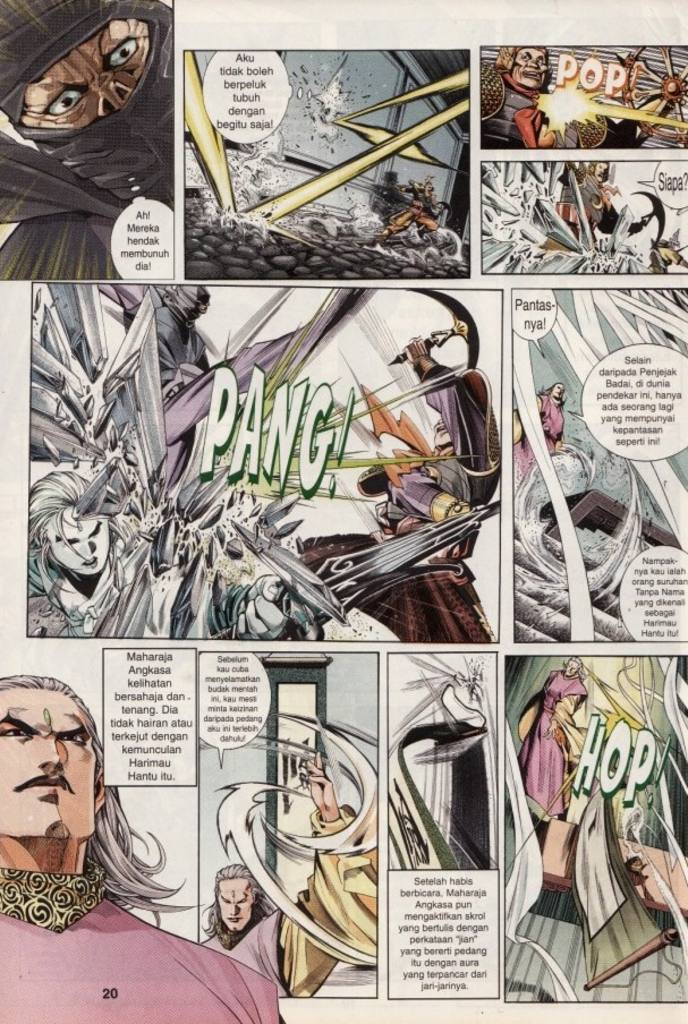 Ah!
Mereka
hendak
membunuh
dia!
Aku
tidak boleh
berpeluk
tubuh
dengan
begitu saja!
POP!
Siapa?
PANG!
Pantas-
nya!
Selain
daripada Penjejak
Badai, di dunia
pendekar ini, hanya
ada seorang lagi
yang mempunyai
kepantasan
seperti ini!
Nampak-
nya kau ialah
orang suruhan
Tanpa Nama
yang dikenali
sebagai
Harimau
Hantu itu!
Maharaja
Angkasa
kelihatan
bersahaja dan
tenang. Dia
tidak hairan atau
terkejut dengan
kemunculan
Harimau
Hantu itu.
Sebelum
kau cuba
menyelamatkan
budak mentah
ini, kau mesti
minta keizinan
daripada pedang
aku ini terlebih
dahulu!
Setelah habis
berbicara, Maharaja
Angkasa pun
mengaktifkan skrol
yang bertulis dengan
perkataan "jian"
yang bererti pedang
itu dengan aura
yang terpancar dari
jari-jarinya.
HOP!
20